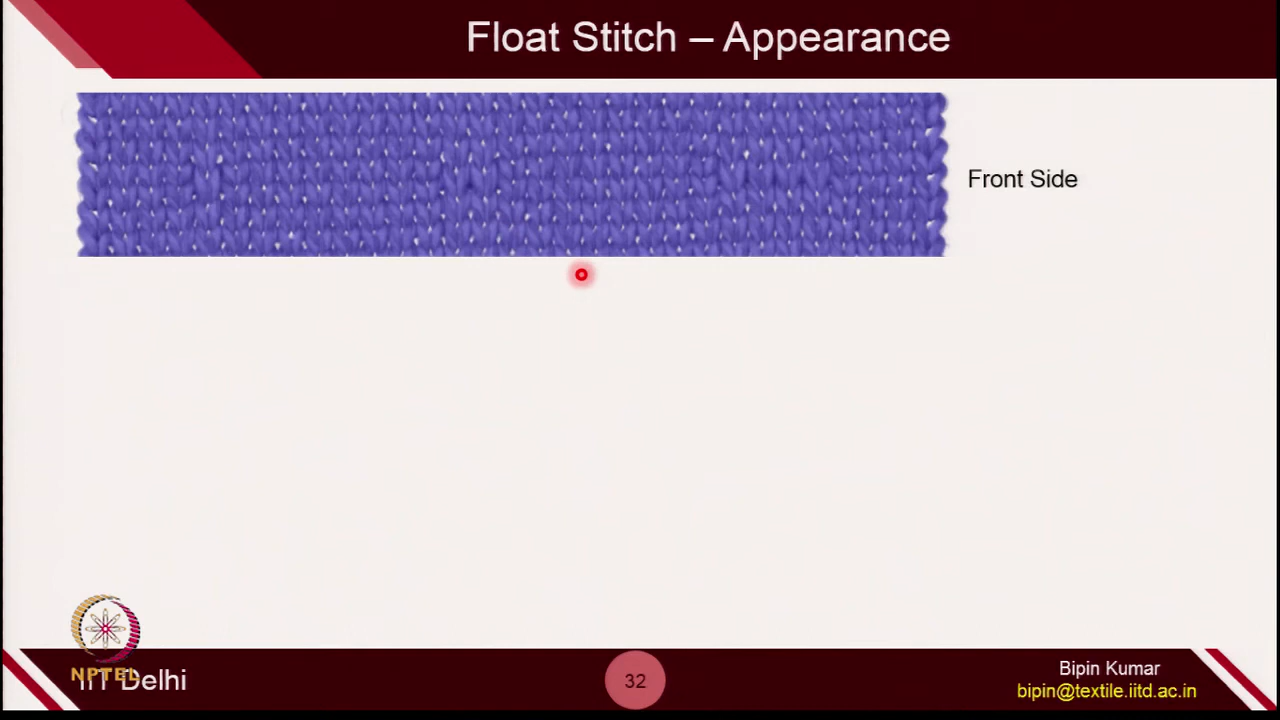 Float Stitch – Appearance
Front Side
NPTEL
IIT Delhi
32
Bipin Kumar
bipin@textile.iitd.ac.in